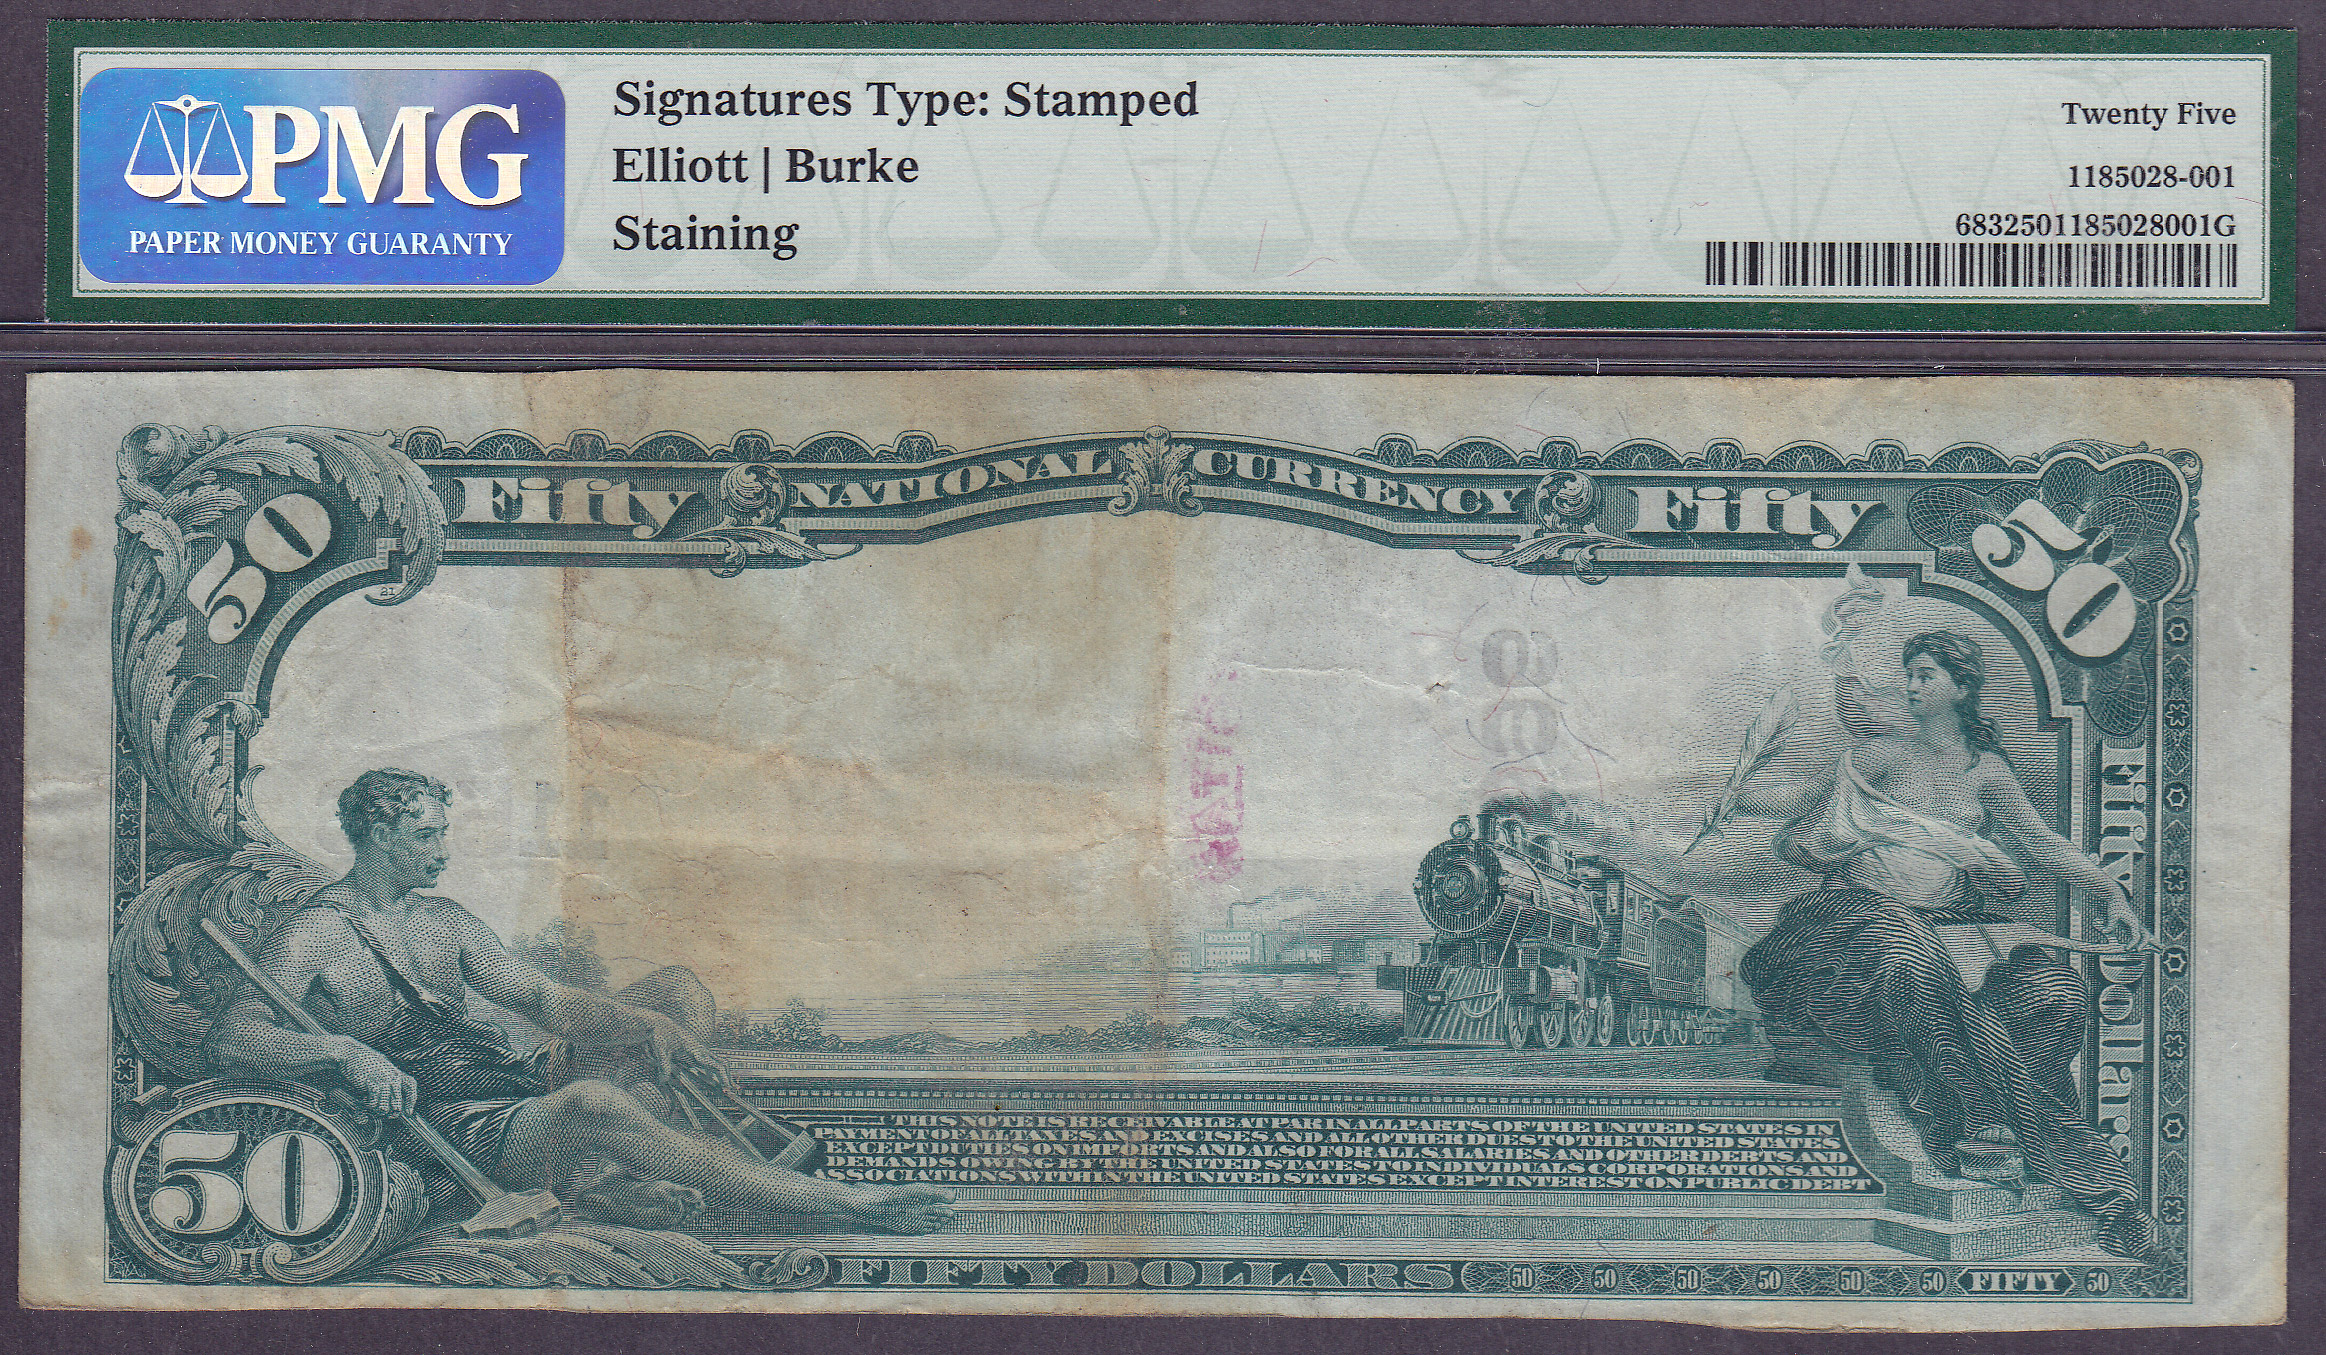 PMG
PAPER MONEY GUARANTY
Signatures Type: Stamped
Elliott | Burke
Staining
Twenty Five
1185028-001
6832501185028001G
50 Fifty NATIONAL CURRENCY Fifty 50
21
Fifty Dollars
THIS NOTE IS RECEIVABLE AT PAR IN ALL PARTS OF THE UNITED STATES IN
PAYMENT OF ALL TAXES AND EXCISES AND ALL OTHER DUES TO THE UNITED STATES
EXCEPT DUTIES ON IMPORTS AND ALSO FOR ALL SALARIES AND OTHER DEBTS AND
DEMANDS OWING BY THE UNITED STATES TO INDIVIDUALS CORPORATIONS AND
ASSOCIATIONS WITHIN THE UNITED STATES EXCEPT INTEREST ON PUBLIC DEBT
50
FIFTY DOLLARS 50 50 50 50 50 50 FIFTY 50